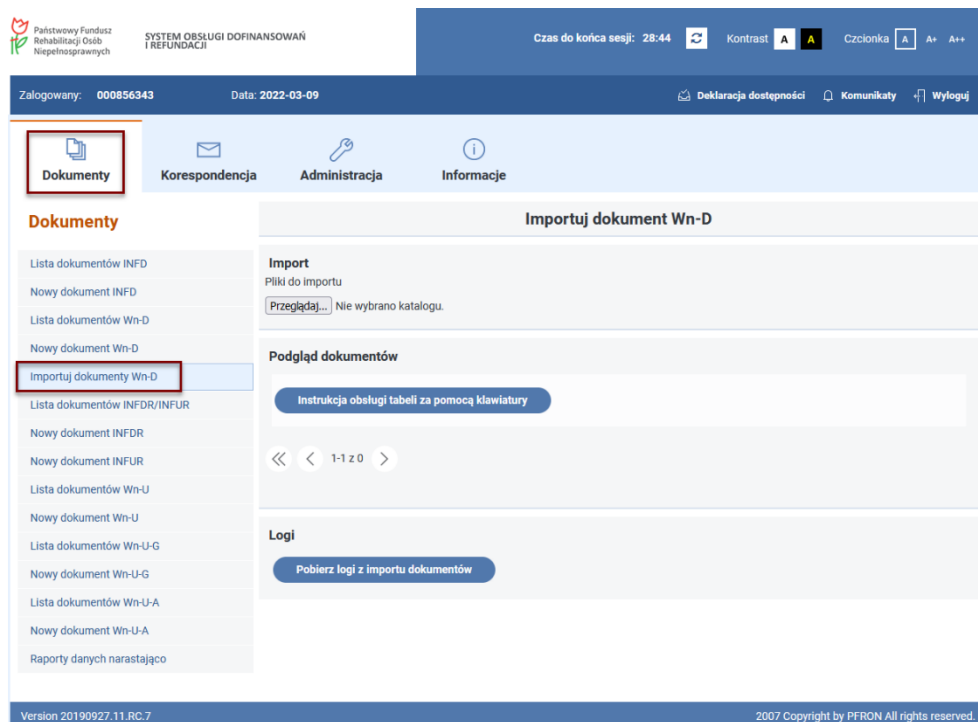 Państwowy Fundusz
Rehabilitacji Osób
Niepełnosprawnych
SYSTEM OBSŁUGI DOFINANSOWAŃ
I REFUNDACJI
Czas do końca sesji: 28:44
Kontrast A A
Czcionka A A+ A++
Zalogowany: 000856343
Data: 2022-03-09
Deklaracja dostępności
Komunikaty
Wyloguj
Dokumenty
Korespondencja
Administracja
Informacje
Dokumenty
Lista dokumentów INFD
Nowy dokument INFD
Lista dokumentów Wn-D
Nowy dokument Wn-D
Importuj dokumenty Wn-D
Lista dokumentów INFDR/INFUR
Nowy dokument INFDR
Nowy dokument INFUR
Lista dokumentów Wn-U
Nowy dokument Wn-U
Lista dokumentów Wn-U-G
Nowy dokument Wn-U-G
Lista dokumentów Wn-U-A
Nowy dokument Wn-U-A
Raporty danych narastająco
Importuj dokument Wn-D
Import
Pliki do importu
Przeglądaj... Nie wybrano katalogu.
Podgląd dokumentów
Instrukcja obsługi tabeli za pomocą klawiatury
1-1 z 0
Logi
Pobierz logi z importu dokumentów
Version 20190927.11.RC.7
2007 Copyright by PFRON All rights reserved.